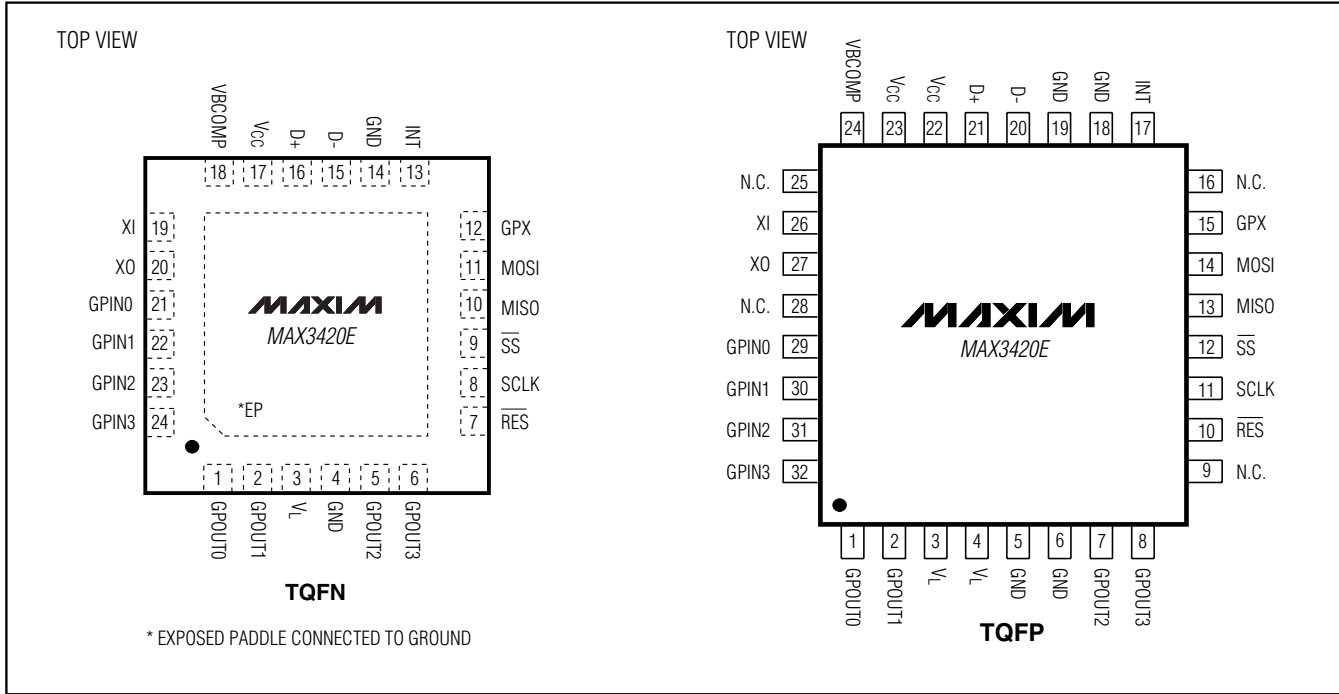 TOP VIEW
VBCOMP
VCC
D+
D-
GND
INT
18 17 16 15 14 13
XI 19
XO 20
GPIN0 21
GPIN1 22
GPIN2 23
GPIN3 24
12 GPX
11 MOSI
10 MISO
9 SS
8 SCLK
7 RES
MAXIM
MAX3420E
*EP
1 2 3 4 5 6
GPOUT0
GPOUT1
VL
GND
GPOUT2
GPOUT3
TQFN
* EXPOSED PADDLE CONNECTED TO GROUND
TOP VIEW
VBCOMP
VCC
VCC
D+
D-
GND
GND
INT
24 23 22 21 20 19 18 17
N.C. 25
XI 26
XO 27
N.C. 28
GPIN0 29
GPIN1 30
GPIN2 31
GPIN3 32
16 N.C.
15 GPX
14 MOSI
13 MISO
12 SS
11 SCLK
10 RES
9 N.C.
MAXIM
MAX3420E
1 2 3 4 5 6 7 8
GPOUT0
GPOUT1
VL
VL
GND
GND
GPOUT2
GPOUT3
TQFP